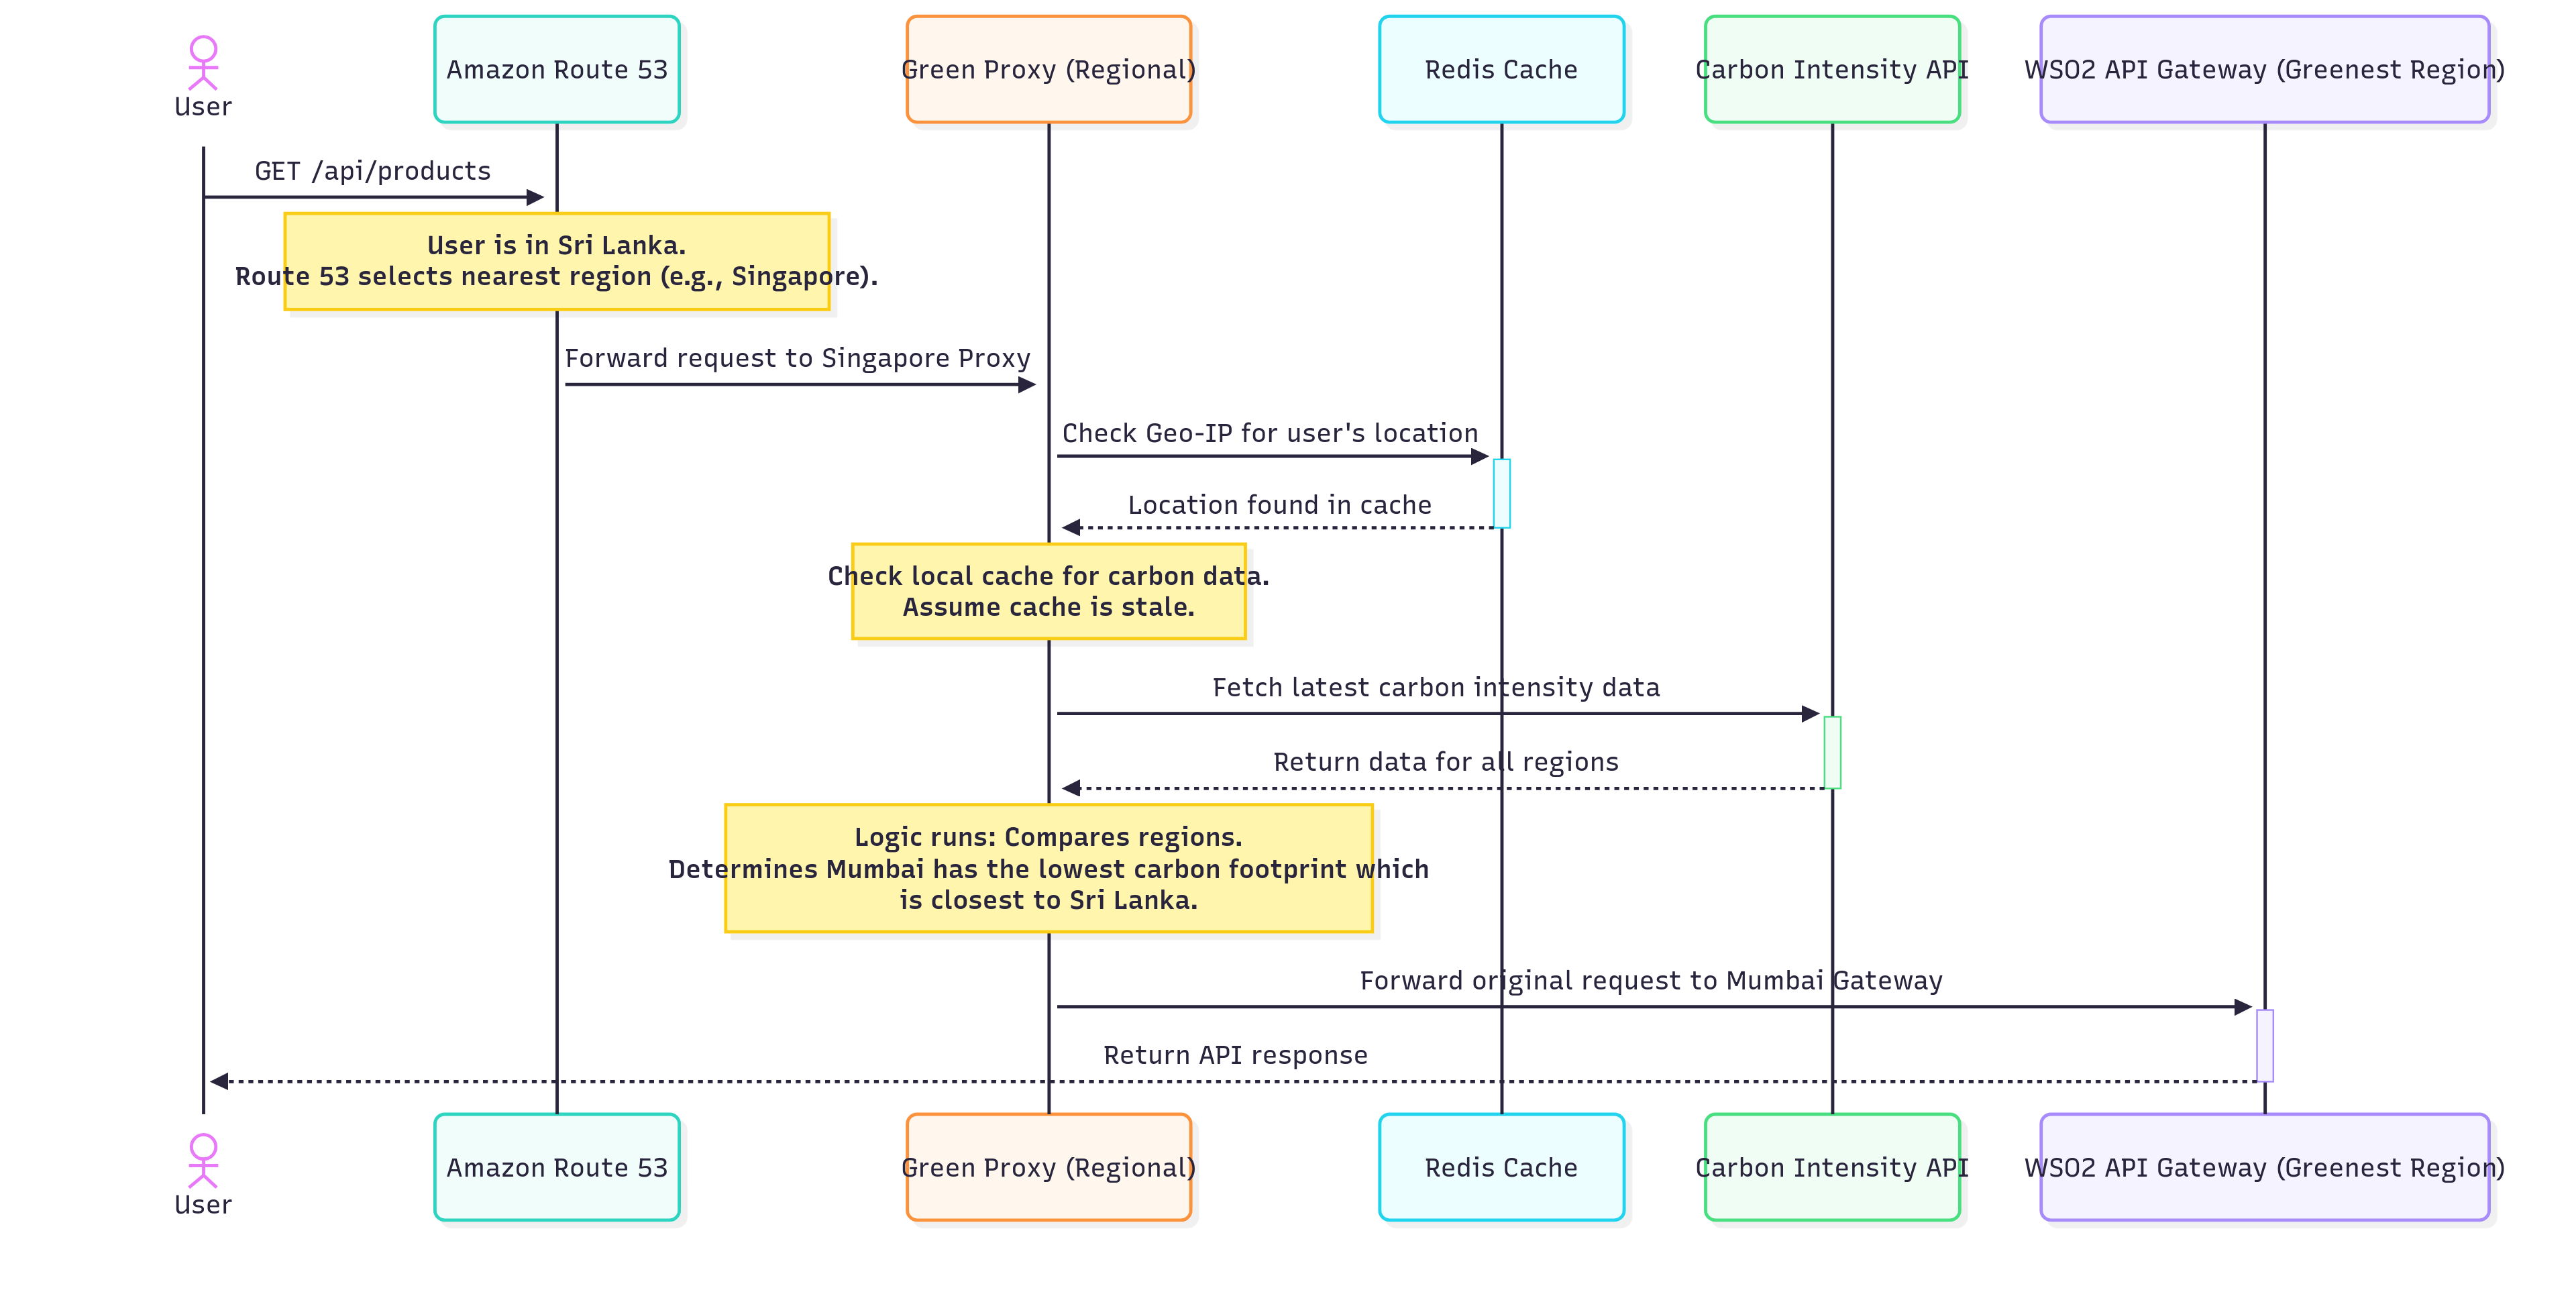 User
Amazon Route 53
Green Proxy (Regional)
Redis Cache
Carbon Intensity API
WSO2 API Gateway (Greenest Region)
GET /api/products
User is in Sri Lanka.
Route 53 selects nearest region (e.g., Singapore).
Forward request to Singapore Proxy
Check Geo-IP for user's location
Location found in cache
Check local cache for carbon data.
Assume cache is stale.
Fetch latest carbon intensity data
Return data for all regions
Logic runs: Compares regions.
Determines Mumbai has the lowest carbon footprint which
is closest to Sri Lanka.
Forward original request to Mumbai Gateway
Return API response
User
Amazon Route 53
Green Proxy (Regional)
Redis Cache
Carbon Intensity API
WSO2 API Gateway (Greenest Region)